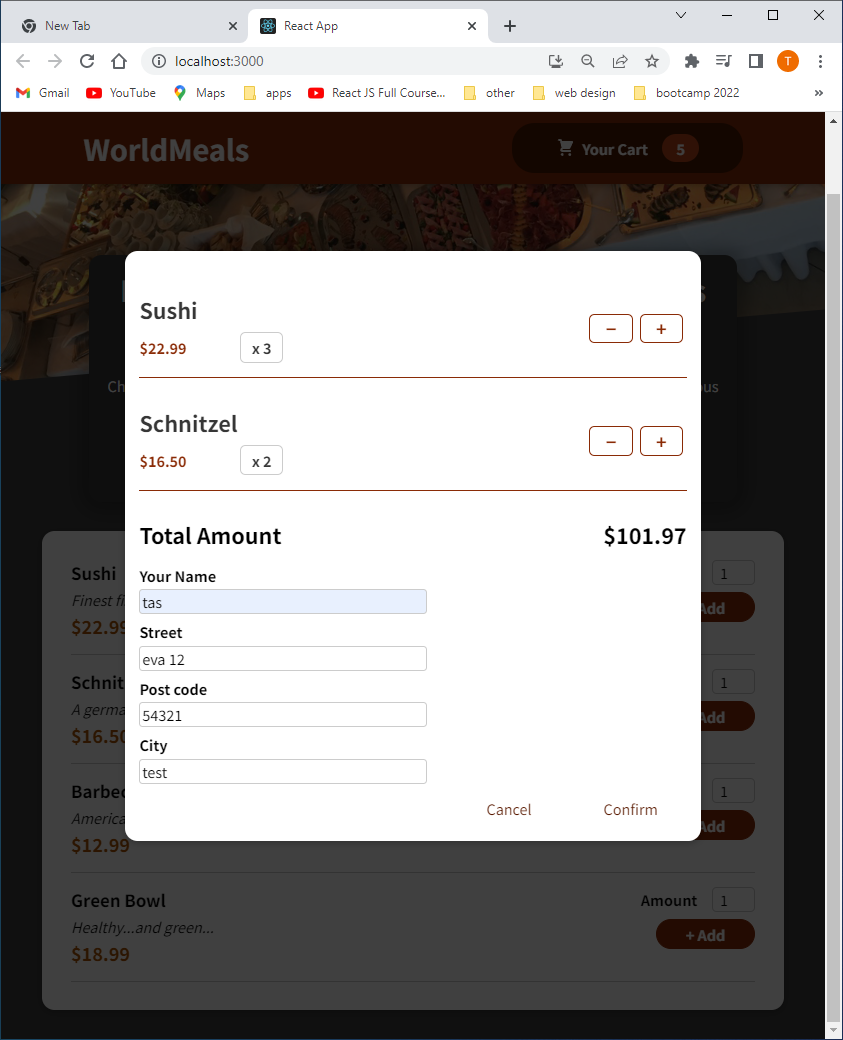 New Tab
React App
localhost:3000
T
Gmail
YouTube
Maps
apps
React JS Full Course...
other
web design
bootcamp 2022
»
WorldMeals
Your Cart 5
Sushi
$22.99 x 3
− +
Schnitzel
$16.50 x 2
− +
Total Amount $101.97
Your Name
tas
Street
eva 12
Post code
54321
City
test
Cancel Confirm
Sushi 1
Finest fi
$22.99 Add
Schnit 1
A germa
$16.50 Add
Barbec 1
America
$12.99 Add
Green Bowl Amount 1
Healthy...and green...
$18.99 + Add